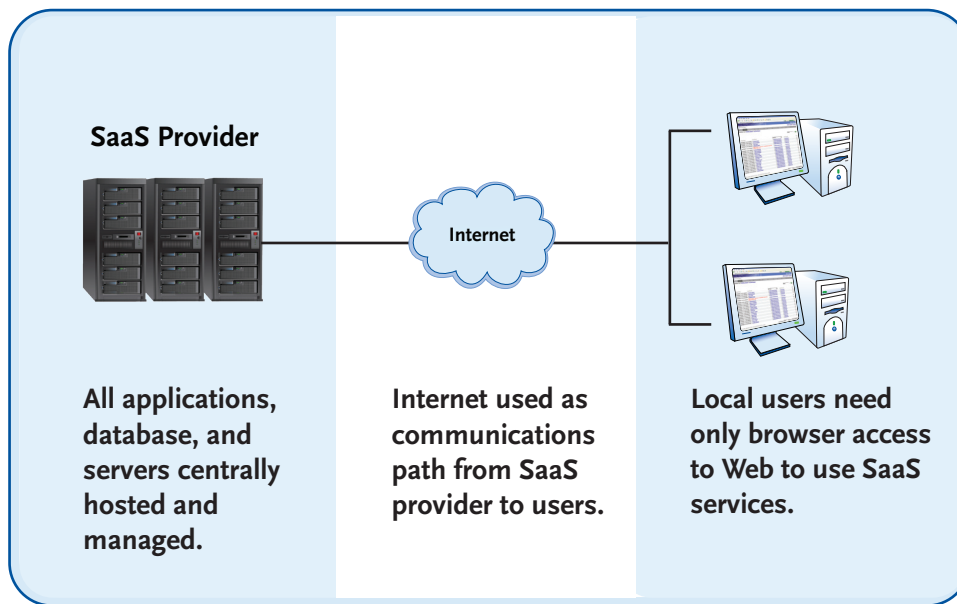 SaaS Provider
Internet
All applications,
database, and
servers centrally
hosted and
managed.
Internet used as
communications
path from SaaS
provider to users.
Local users need
only browser access
to Web to use SaaS
services.